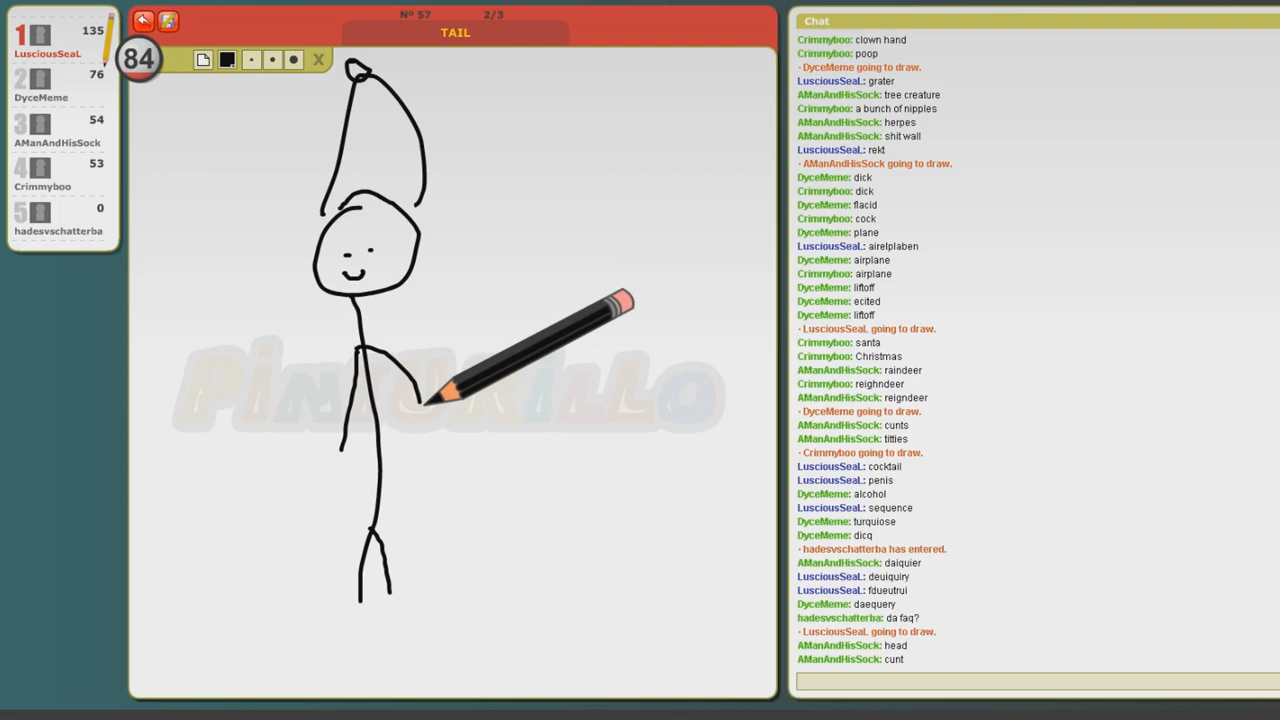 1 135
LusciousSeaL
2 76
DyceMeme
3 54
AManAndHisSock
4 53
Crimmyboo
5 0
hadesvschatterba
84
Nº 57 2/3
TAIL
X
Pinturillo
Chat
Crimmyboo: clown hand
Crimmyboo: poop
· DyceMeme going to draw.
LusciousSeaL: grater
AManAndHisSock: tree creature
Crimmyboo: a bunch of nipples
AManAndHisSock: herpes
AManAndHisSock: shit wall
LusciousSeaL: rekt
· AManAndHisSock going to draw.
DyceMeme: dick
Crimmyboo: dick
DyceMeme: flacid
Crimmyboo: cock
DyceMeme: plane
LusciousSeaL: airelplaben
DyceMeme: airplane
Crimmyboo: airplane
DyceMeme: liftoff
DyceMeme: ecited
DyceMeme: liftoff
· LusciousSeaL going to draw.
Crimmyboo: santa
Crimmyboo: Christmas
AManAndHisSock: raindeer
Crimmyboo: reighndeer
AManAndHisSock: reigndeer
· DyceMeme going to draw.
AManAndHisSock: cunts
AManAndHisSock: titties
· Crimmyboo going to draw.
LusciousSeaL: cocktail
LusciousSeaL: penis
DyceMeme: alcohol
LusciousSeaL: sequence
DyceMeme: turquiose
DyceMeme: dicq
· hadesvschatterba has entered.
AManAndHisSock: daiquier
LusciousSeaL: deuiquiry
LusciousSeaL: fdueutrui
DyceMeme: daequery
hadesvschatterba: da faq?
· LusciousSeaL going to draw.
AManAndHisSock: head
AManAndHisSock: cunt